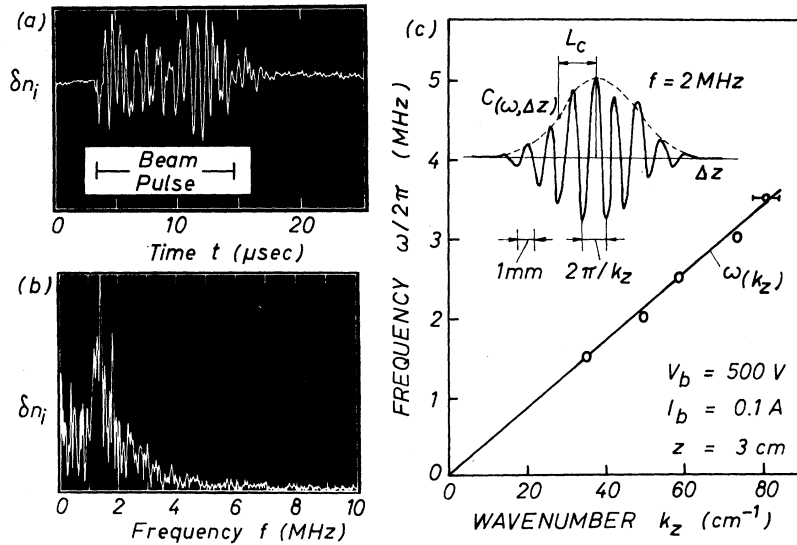 (a)
δnᵢ
Beam
Pulse
0 10 20
Time t (μsec)
(b)
δnᵢ
0 2 4 6 8 10
Frequency f (MHz)
(c)
L_c
f = 2 MHz
C(ω,Δz)
Δz
1mm
2π/k_z
ω(k_z)
V_b = 500 V
I_b = 0.1 A
z = 3 cm
FREQUENCY ω/2π (MHz)
5
4
3
2
1
0
0 20 40 60 80
WAVENUMBER k_z (cm⁻¹)